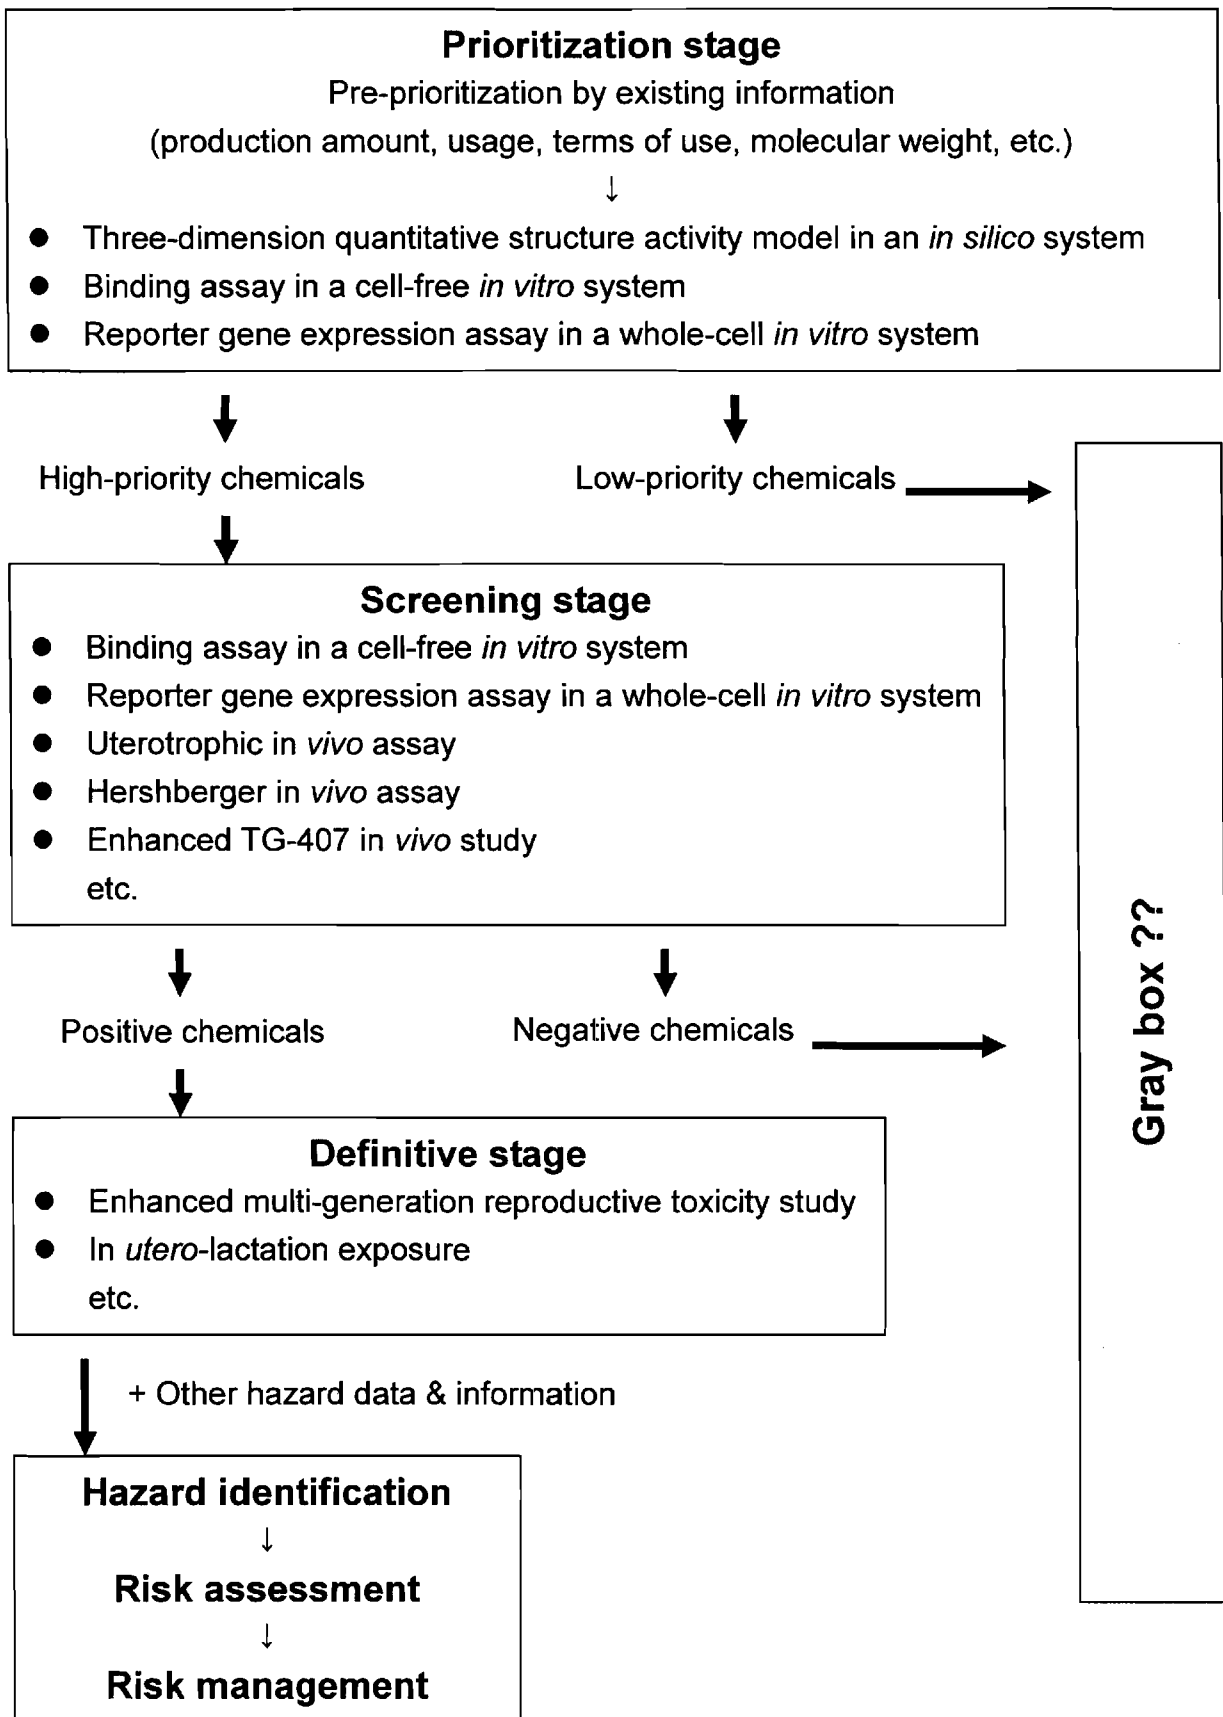 Prioritization stage
Pre-prioritization by existing information
(production amount, usage, terms of use, molecular weight, etc.)
↓
● Three-dimension quantitative structure activity model in an in silico system
● Binding assay in a cell-free in vitro system
● Reporter gene expression assay in a whole-cell in vitro system
High-priority chemicals
Low-priority chemicals
Screening stage
● Binding assay in a cell-free in vitro system
● Reporter gene expression assay in a whole-cell in vitro system
● Uterotrophic in vivo assay
● Hershberger in vivo assay
● Enhanced TG-407 in vivo study
etc.
Positive chemicals
Negative chemicals
Gray box ??
Definitive stage
● Enhanced multi-generation reproductive toxicity study
● In utero-lactation exposure
etc.
+ Other hazard data & information
Hazard identification
↓
Risk assessment
↓
Risk management